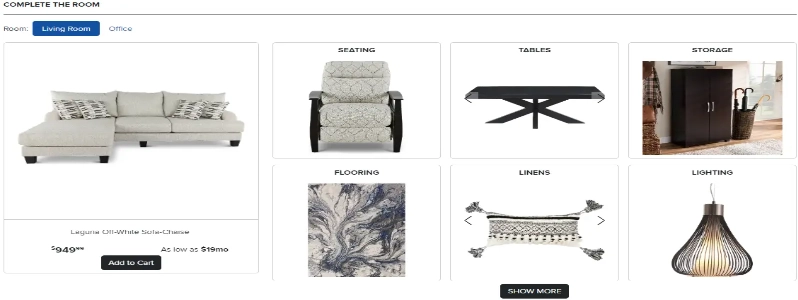 COMPLETE THE ROOM
Room: Living Room Office
SEATING
TABLES
STORAGE
FLOORING
LINENS
LIGHTING
Laguna Off-White Sofa-Chaise
$949 As low as $19mo
Add to Cart
SHOW MORE